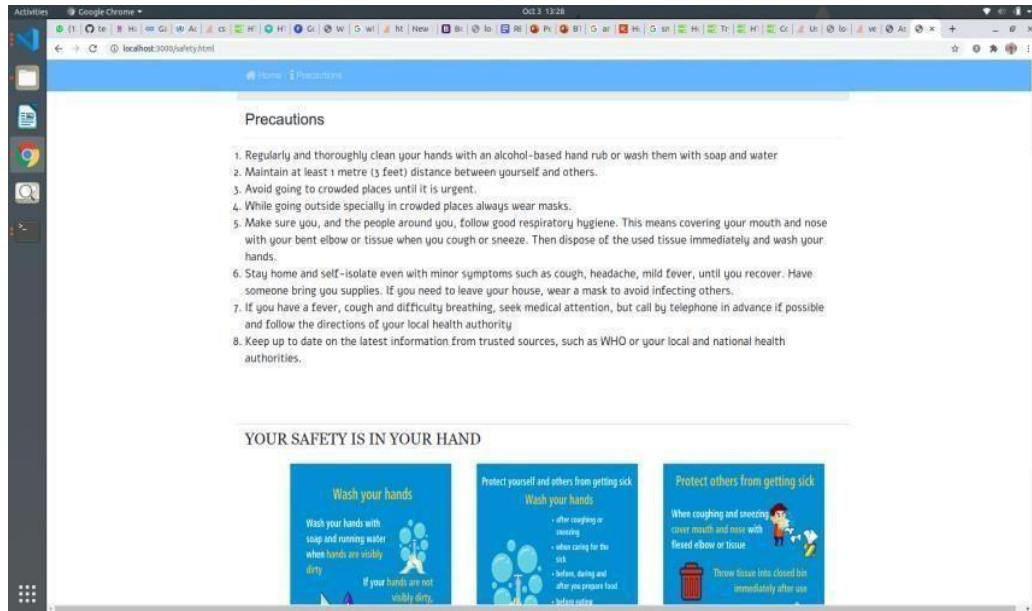 Activities
Google Chrome
Oct 3 13:28
localhost:3000/safety.html
Home
Precautions
Precautions
1. Regularly and thoroughly clean your hands with an alcohol-based hand rub or wash them with soap and water
2. Maintain at least 1 metre (3 feet) distance between yourself and others.
3. Avoid going to crowded places until it is urgent.
4. While going outside specially in crowded places always wear masks.
5. Make sure you, and the people around you, follow good respiratory hygiene. This means covering your mouth and nose
with your bent elbow or tissue when you cough or sneeze. Then dispose of the used tissue immediately and wash your
hands.
6. Stay home and self-isolate even with minor symptoms such as cough, headache, mild fever, until you recover. Have
someone bring you supplies. If you need to leave your house, wear a mask to avoid infecting others.
7. If you have a fever, cough and difficulty breathing, seek medical attention, but call by telephone in advance if possible
and follow the directions of your local health authority
8. Keep up to date on the latest information from trusted sources, such as WHO or your local and national health
authorities.
YOUR SAFETY IS IN YOUR HAND
Wash your hands
Wash your hands with
soap and running water
when hands are visibly
dirty
If your hands are not
visibly dirty,
Protect yourself and others from getting sick
Wash your hands
• after coughing or
sneezing
• when caring for the
sick
• before, during and
after you prepare food
• before eating
Protect others from getting sick
When coughing and sneezing
cover mouth and nose with
flexed elbow or tissue
Throw tissue into closed bin
immediately after use